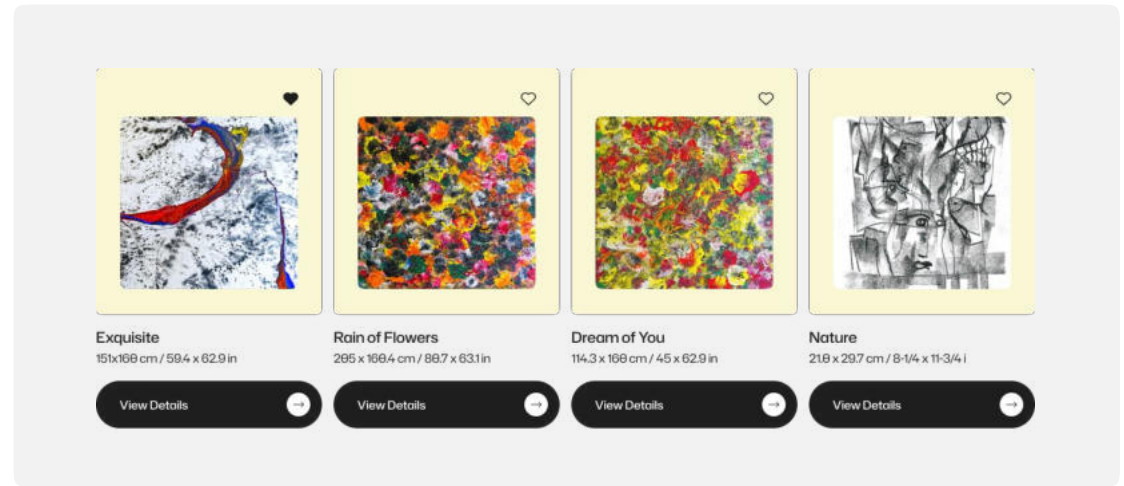 Exquisite
151x160 cm / 59.4 x 62.9 in
View Details
Rain of Flowers
205 x 160.4 cm / 80.7 x 63.1 in
View Details
Dream of You
114.3 x 160 cm / 45 x 62.9 in
View Details
Nature
21.0 x 29.7 cm / 8-1/4 x 11-3/4 i
View Details